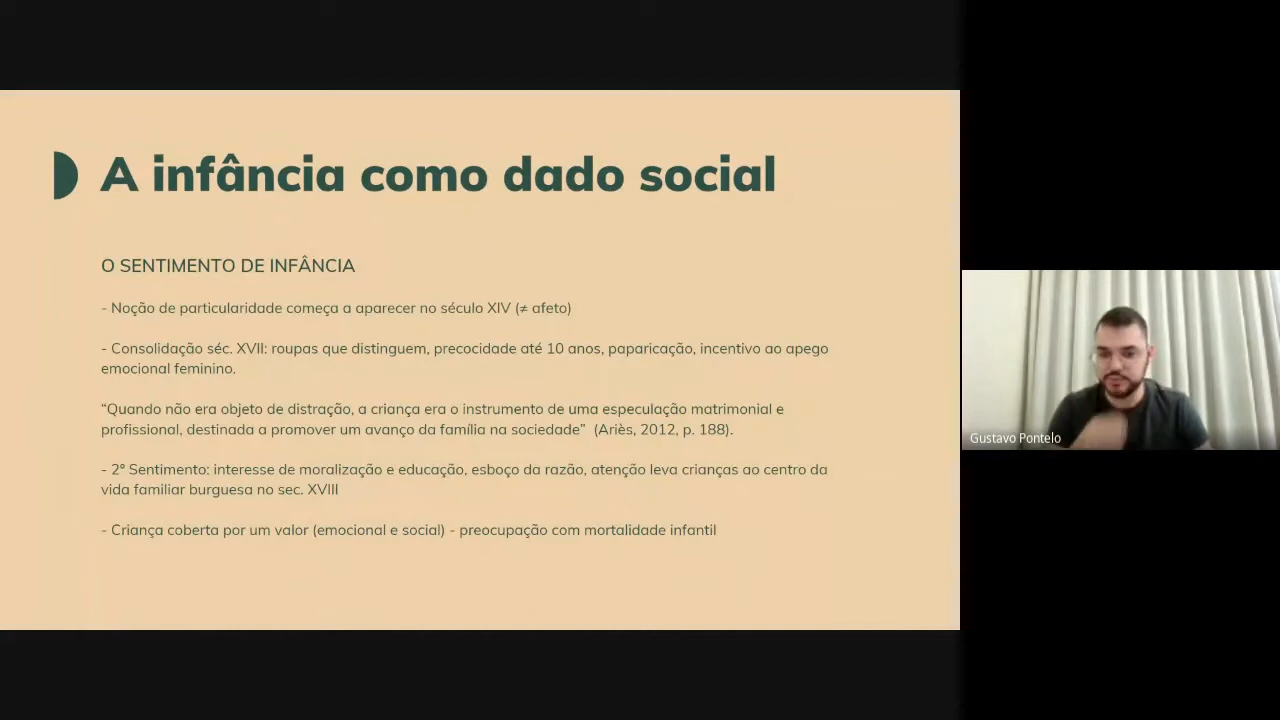 A infância como dado social
O SENTIMENTO DE INFÂNCIA
- Noção de particularidade começa a aparecer no século XIV (≠ afeto)
- Consolidação séc. XVII: roupas que distinguem, precocidade até 10 anos, paparicação, incentivo ao apego
emocional feminino.
“Quando não era objeto de distração, a criança era o instrumento de uma especulação matrimonial e
profissional, destinada a promover um avanço da família na sociedade” (Ariès, 2012, p. 188).
- 2º Sentimento: interesse de moralização e educação, esboço da razão, atenção leva crianças ao centro da
vida familiar burguesa no sec. XVIII
- Criança coberta por um valor (emocional e social) - preocupação com mortalidade infantil
Gustavo Pontelo